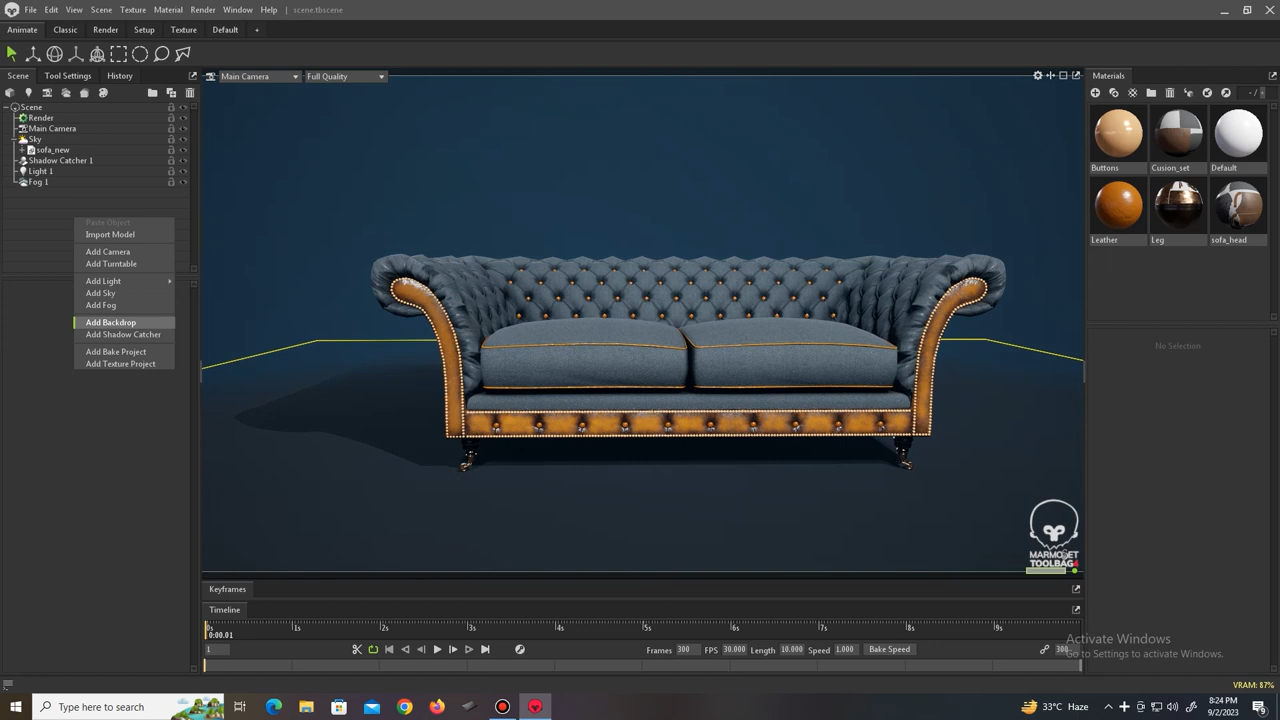 File Edit View Scene Texture Material Render Window Help scene.tbscene
Animate Classic Render Setup Texture Default +
Scene Tool Settings History
Main Camera Full Quality
Materials
Scene
Render
Main Camera
Sky
sofa_new
Shadow Catcher 1
Light 1
Fog 1
Paste Object
Import Model
Add Camera
Add Turntable
Add Light
Add Sky
Add Fog
Add Backdrop
Add Shadow Catcher
Add Bake Project
Add Texture Project
Buttons Cusion_set Default
Leather Leg sofa_head
No Selection
MARMOSET
TOOLBAG
Keyframes
Timeline
0s 1s 2s 3s 4s 5s 6s 7s 8s 9s
0:00.01
1 Frames 300 FPS 30.000 Length 10.000 Speed 1.000 Bake Speed 300
Activate Windows
Go to Settings to activate Windows.
VRAM: 87%
Type here to search
33°C Haze
8:24 PM
9/2/2023